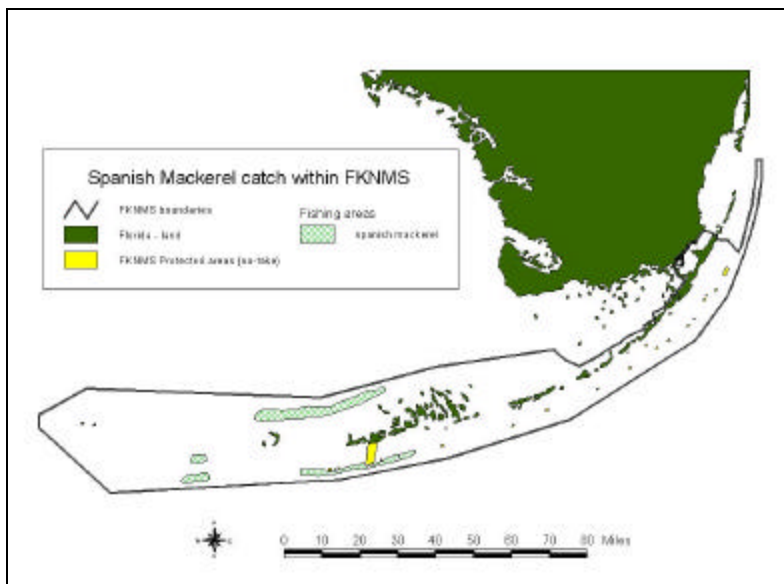 Spanish Mackerel catch within FKNMS
FKNMS boundaries
Florida - land
FKNMS Protected areas (no-take)
Fishing areas
spanish mackerel
N
0 10 20 30 40 50 60 70 80 Miles